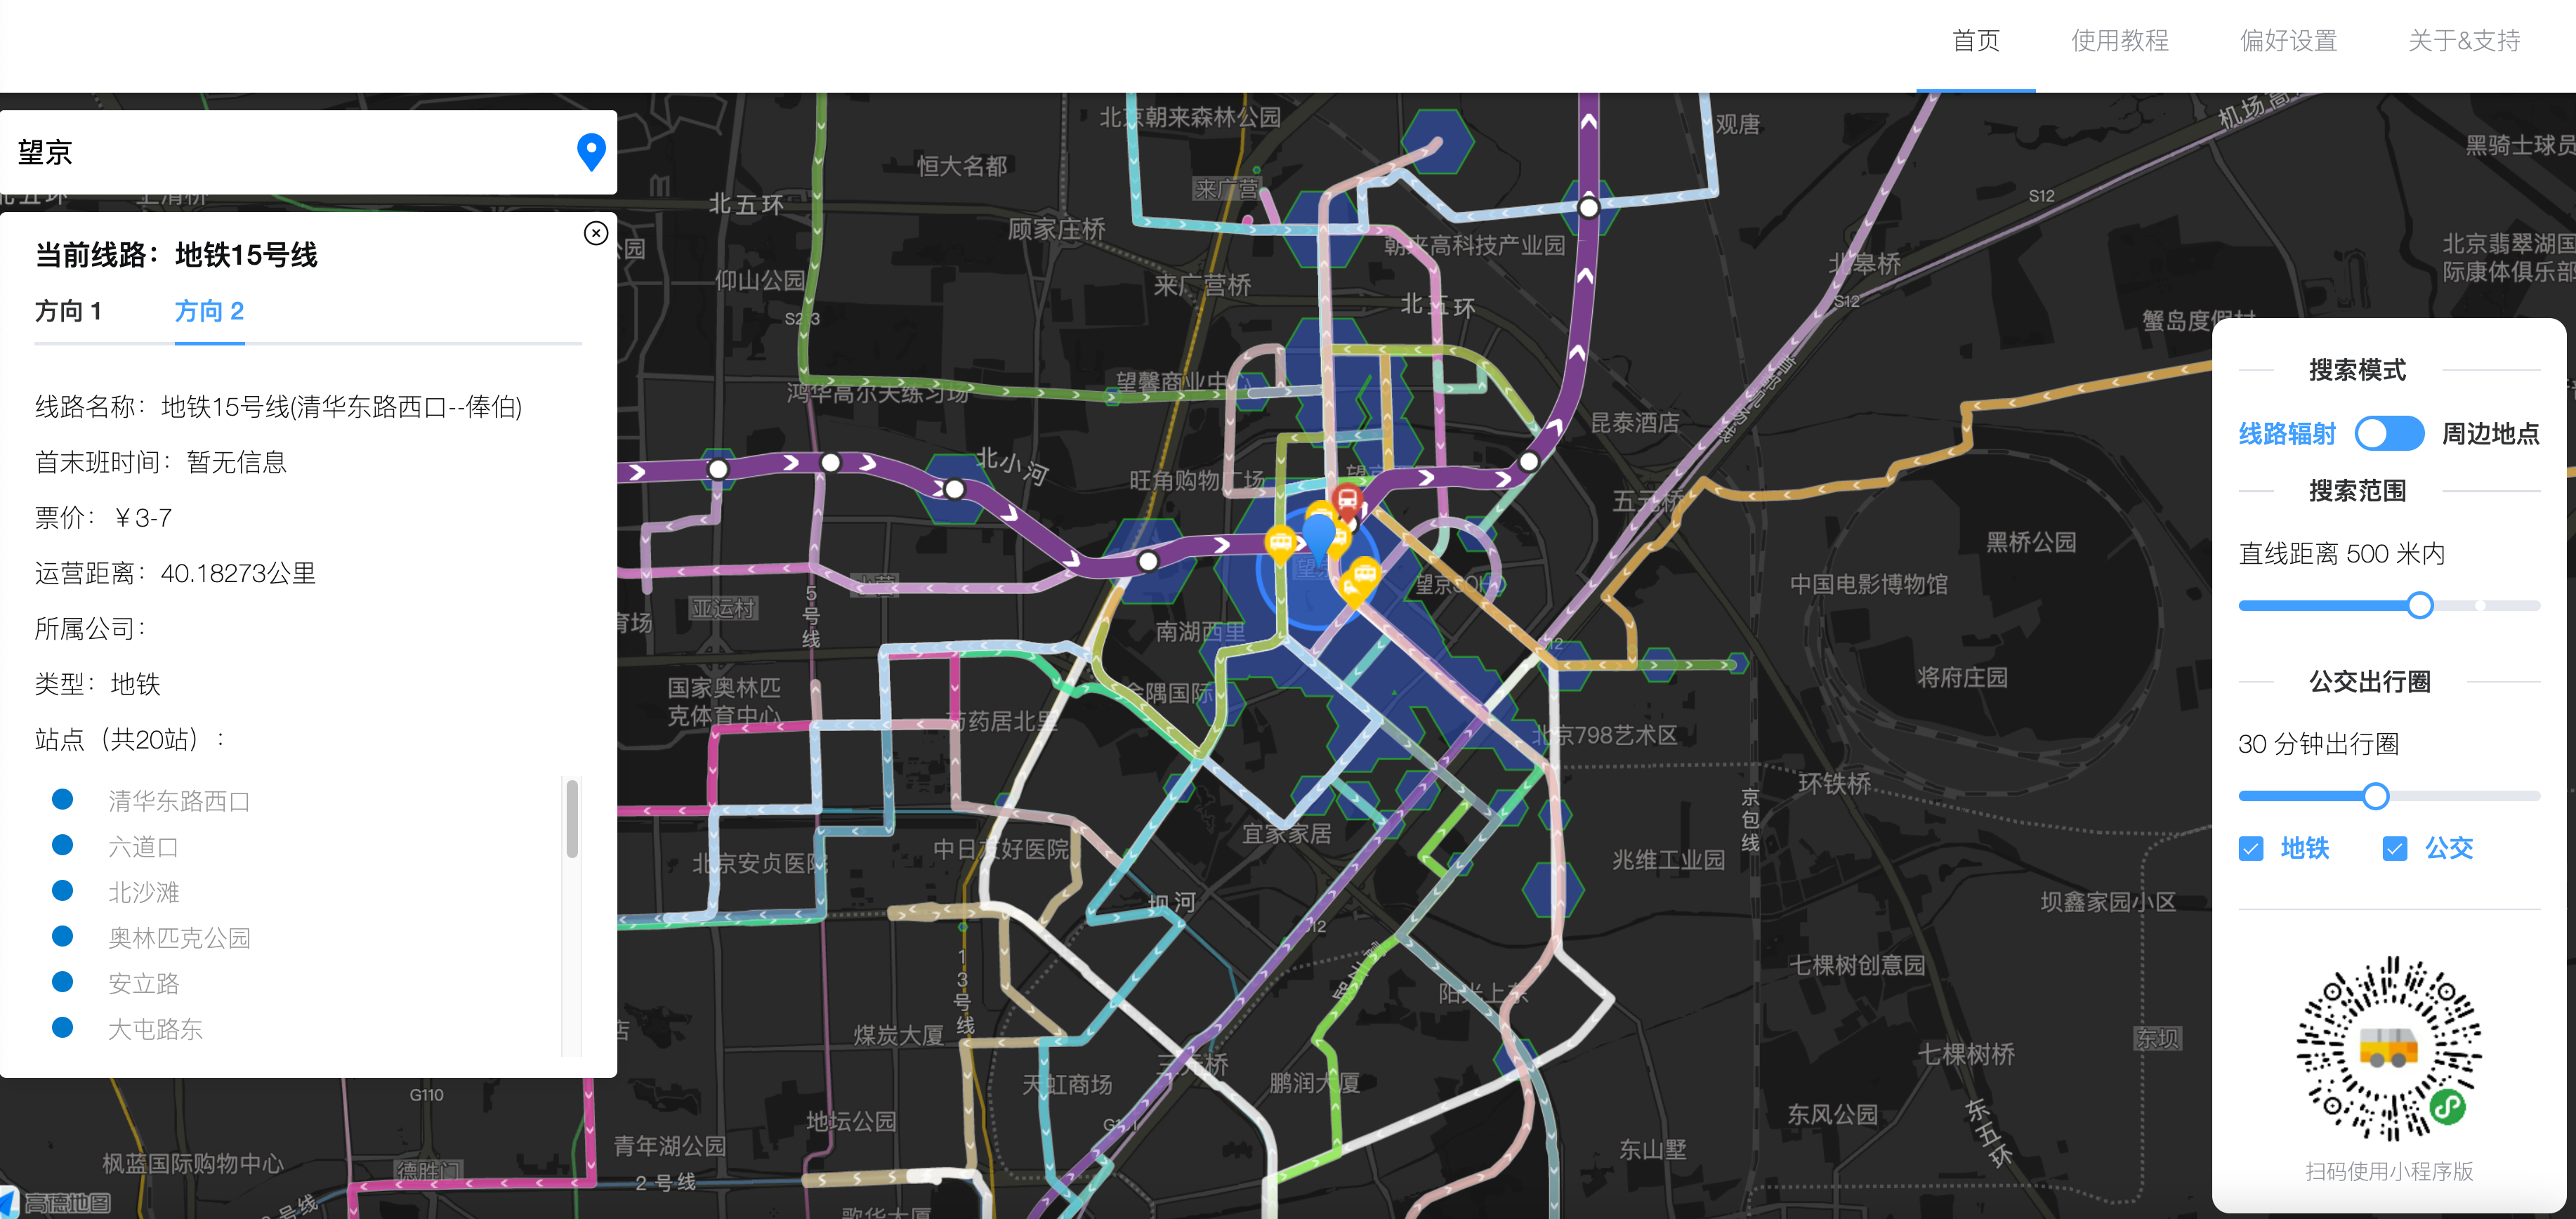 首页
使用教程
偏好设置
关于&支持
望京
当前线路：地铁15号线
方向 1
方向 2
线路名称：地铁15号线(清华东路西口--俸伯)
首末班时间：暂无信息
票价：￥3-7
运营距离：40.18273公里
所属公司：
类型：地铁
站点（共20站）：
清华东路西口
六道口
北沙滩
奥林匹克公园
安立路
大屯路东
搜索模式
线路辐射
周边地点
搜索范围
直线距离 500 米内
公交出行圈
30 分钟出行圈
地铁
公交
扫码使用小程序版
北京朝来森林公园
观唐
机场高
黑骑士球员
恒大名都
来广营
北五环
S12
顾家庄桥
朝来高科技产业园
北京翡翠湖国
际康体俱乐部
仰山公园
来广营桥
北皋桥
北五环
S12
蟹岛度假村
望馨商业中心
鸿华高尔夫练习场
昆泰酒店
北小河
旺角购物广场
五元桥
黑桥公园
望京SOHO
中国电影博物馆
亚运村
5号线
南湖西里
将府庄园
国家奥林匹
克体育中心
金隅国际
芍药居北里
北京798艺术区
环铁桥
京包线
宜家家居
中日友好医院
北京安贞医院
兆维工业园
坝河
坝鑫家园小区
13号线
七棵树创意园
阳光上东
煤炭大厦
东坝
三元桥
七棵树桥
天虹商场
鹏润大厦
G110
地坛公园
东风公园
东五环
青年湖公园
东山墅
枫蓝国际购物中心
德胜门
2号线
高德地图
号线
歌华大厦